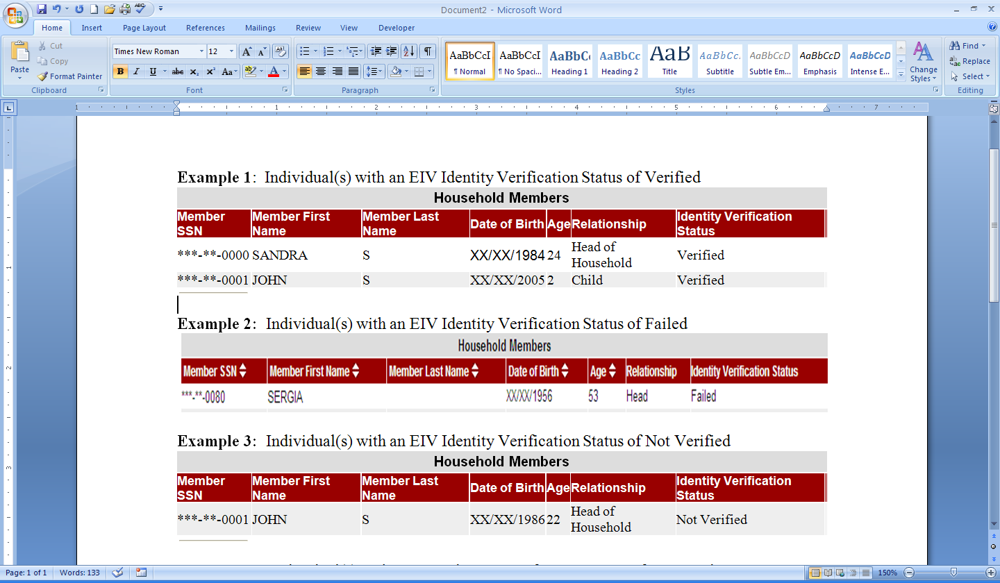 Document2 - Microsoft Word
Home Insert Page Layout References Mailings Review View Developer
Paste
Cut
Copy
Format Painter
Clipboard
Times New Roman 12
Font
Paragraph
AaBbCcI AaBbCcI AaBbC AaBbCc AaB AaBbCc. AaBbCcD AaBbCcD AaBbCcD
¶ Normal ¶ No Spaci... Heading 1 Heading 2 Title Subtitle Subtle Em... Emphasis Intense E...
Change
Styles
Styles
Find
Replace
Select
Editing
1 1 2 3 4 5 6 7
Example 1: Individual(s) with an EIV Identity Verification Status of Verified
Household Members
Member SSN Member First Name Member Last Name Date of Birth Age Relationship Identity Verification Status
***-**-0000 SANDRA S XX/XX/1984 24 Head of Household Verified
***-**-0001 JOHN S XX/XX/2005 2 Child Verified
Example 2: Individual(s) with an EIV Identity Verification Status of Failed
Household Members
Member SSN Member First Name Member Last Name Date of Birth Age Relationship Identity Verification Status
***-**-0080 SERGIA XX/XX/1956 53 Head Failed
Example 3: Individual(s) with an EIV Identity Verification Status of Not Verified
Household Members
Member SSN Member First Name Member Last Name Date of Birth Age Relationship Identity Verification Status
***-**-0001 JOHN S XX/XX/1986 22 Head of Household Not Verified
Page: 1 of 1 Words: 133 150%